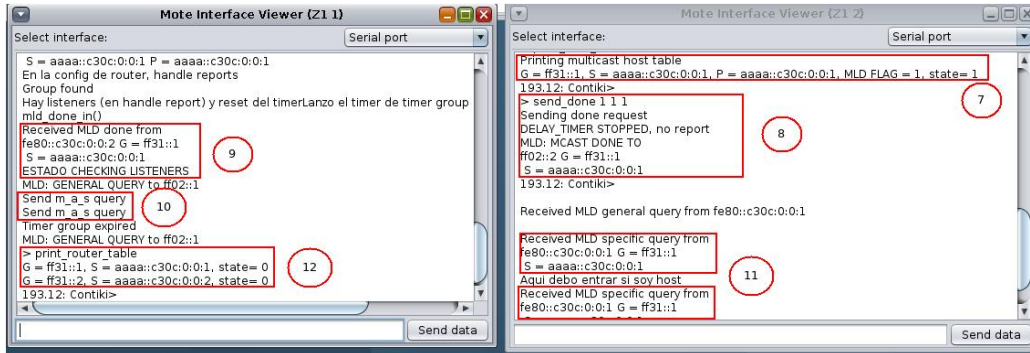 Mote Interface Viewer (Z1 1)
Select interface:
Serial port
S = aaaa::c30c:0:0:1 P = aaaa::c30c:0:0:1
En la config de router, handle reports
Group found
Hay listeners (en handle report) y reset del timerLanzo el timer de timer group
mld_done_in()
Received MLD done from
fe80::c30c:0:0:2 G = ff31::1
S = aaaa::c30c:0:0:1
ESTADO CHECKING LISTENERS
9
MLD: GENERAL QUERY to ff02::1
Send m_a_s query
Send m_a_s query
10
Timer group expired
MLD: GENERAL QUERY to ff02::1
> print_router_table
G = ff31::1, S = aaaa::c30c:0:0:1, state= 0
G = ff31::2, S = aaaa::c30c:0:0:2, state= 0
12
193.12: Contiki>
Send data
Mote Interface Viewer (Z1 2)
Select interface:
Serial port
Printing multicast host table
G = ff31::1, S = aaaa::c30c:0:0:1, P = aaaa::c30c:0:0:1, MLD FLAG = 1, state= 1
7
193.12: Contiki>
> send_done 1 1 1
Sending done request
DELAY_TIMER STOPPED, no report
MLD: MCAST DONE TO
ff02::2 G = ff31::1
S = aaaa::c30c:0:0:1
8
193.12: Contiki>
Received MLD general query from fe80::c30c:0:0:1
Received MLD specific query from
fe80::c30c:0:0:1 G = ff31::1
S = aaaa::c30c:0:0:1
11
Aqui debo entrar si soy host
Received MLD specific query from
fe80::c30c:0:0:1 G = ff31::1
Send data